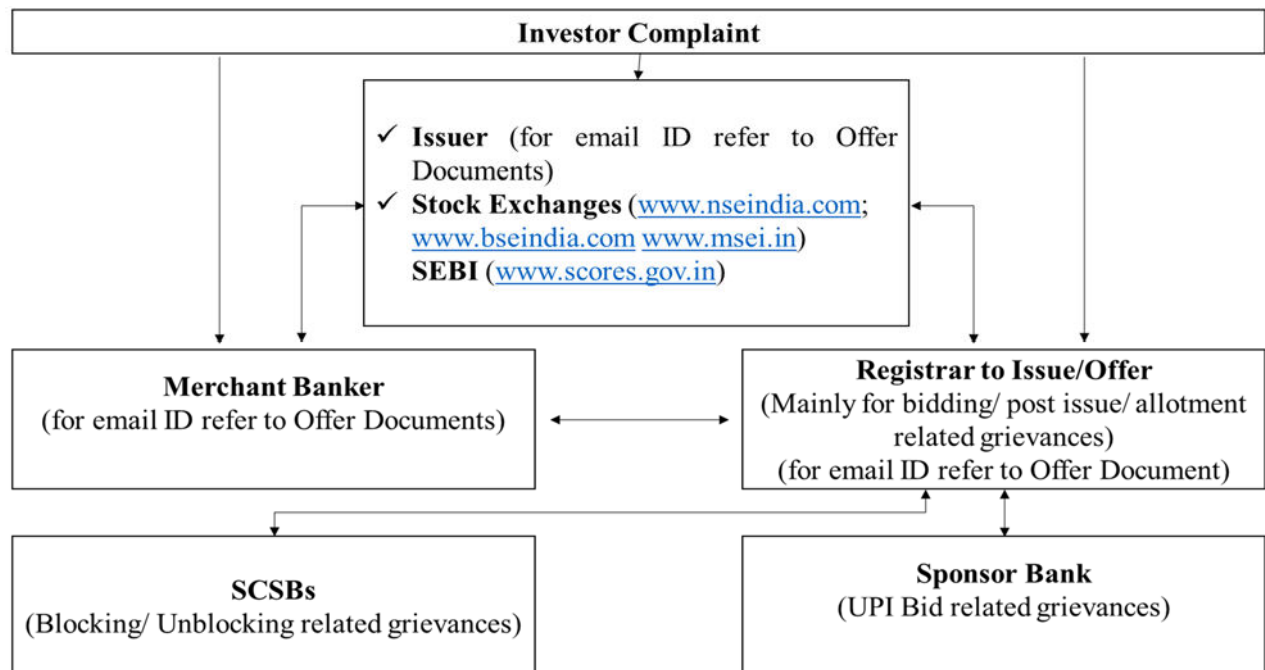 Investor Complaint
✓ Issuer (for email ID refer to Offer
Documents)
✓ Stock Exchanges (www.nseindia.com;
www.bseindia.com www.msei.in)
SEBI (www.scores.gov.in)
Merchant Banker
(for email ID refer to Offer Documents)
Registrar to Issue/Offer
(Mainly for bidding/ post issue/ allotment
related grievances)
(for email ID refer to Offer Document)
SCSBs
(Blocking/ Unblocking related grievances)
Sponsor Bank
(UPI Bid related grievances)